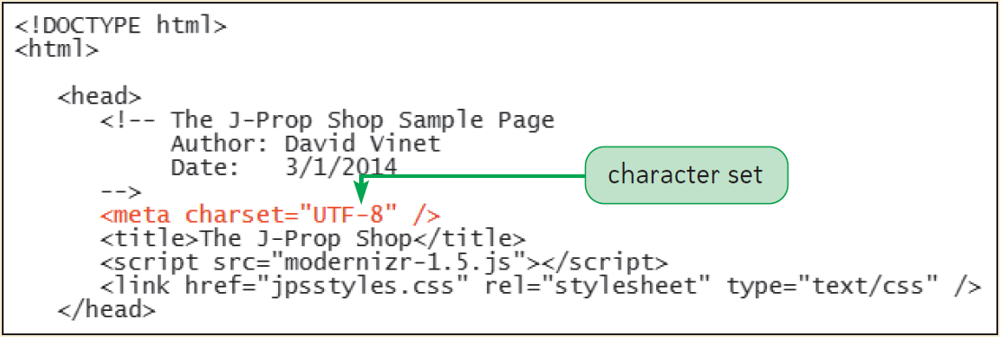 <!DOCTYPE html>
<html>
<head>
<!-- The J-Prop Shop Sample Page
Author: David Vinet
Date:   3/1/2014
-->
character set
<meta charset="UTF-8" />
<title>The J-Prop Shop</title>
<script src="modernizr-1.5.js"></script>
<link href="jpsstyles.css" rel="stylesheet" type="text/css" />
</head>